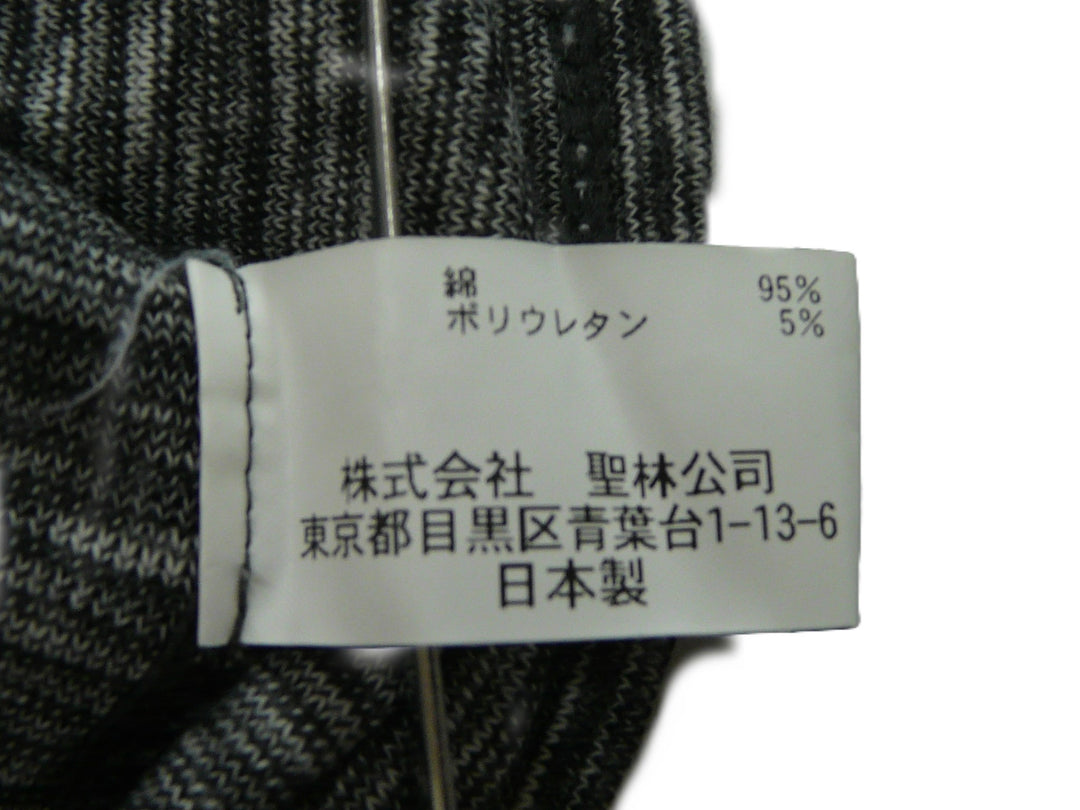 綿 95%
ポリウレタン 5%
株式会社　聖林公司
東京都目黒区青葉台1-13-6
日本製